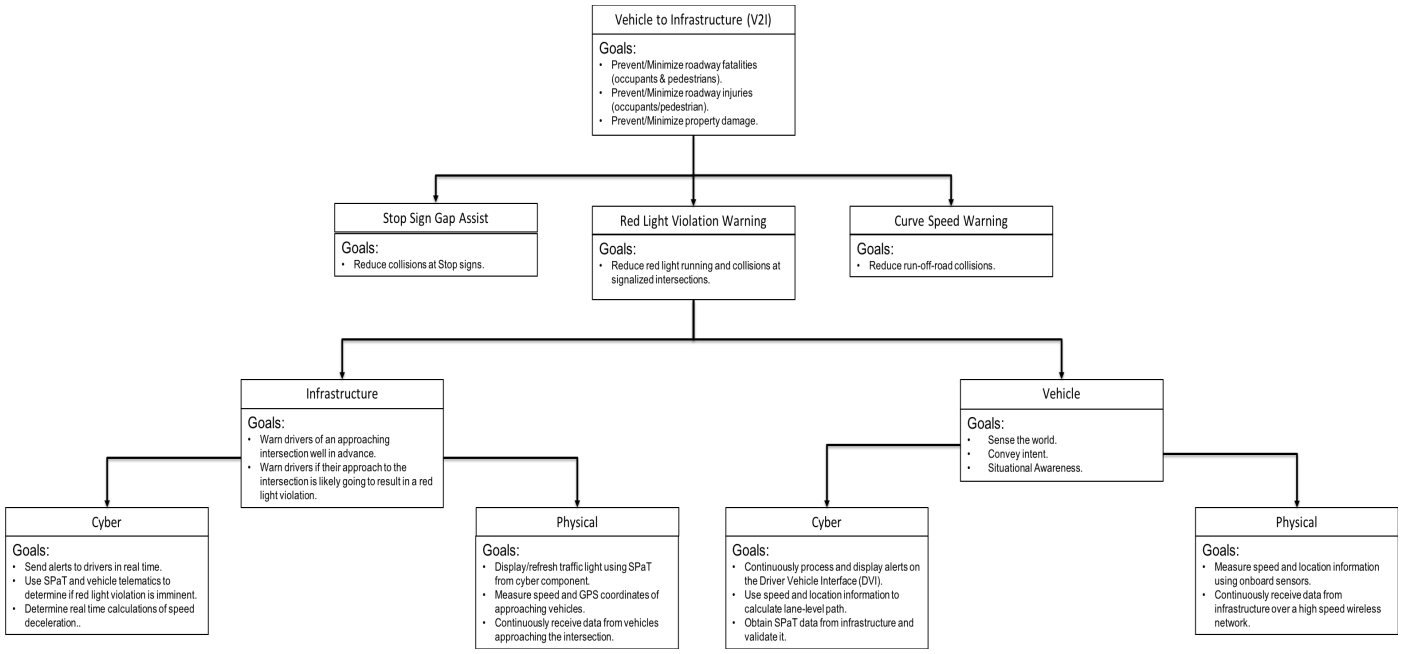 Vehicle to Infrastructure (V2I)
Goals:
• Prevent/Minimize roadway fatalities
(occupants & pedestrians).
• Prevent/Minimize roadway injuries
(occupants/pedestrian).
• Prevent/Minimize property damage.
Stop Sign Gap Assist
Goals:
• Reduce collisions at Stop signs.
Red Light Violation Warning
Goals:
• Reduce red light running and collisions at
signalized intersections.
Curve Speed Warning
Goals:
• Reduce run-off-road collisions.
Infrastructure
Goals:
• Warn drivers of an approaching
intersection well in advance.
• Warn drivers if their approach to the
intersection is likely going to result in a red
light violation.
Vehicle
Goals:
• Sense the world.
• Convey intent.
• Situational Awareness.
Cyber
Goals:
• Send alerts to drivers in real time.
• Use SPaT and vehicle telematics to
determine if red light violation is imminent.
• Determine real time calculations of speed
deceleration..
Physical
Goals:
• Display/refresh traffic light using SPaT
from cyber component.
• Measure speed and GPS coordinates of
approaching vehicles.
• Continuously receive data from vehicles
approaching the intersection.
Cyber
Goals:
• Continuously process and display alerts on
the Driver Vehicle Interface (DVI).
• Use speed and location information to
calculate lane-level path.
• Obtain SPaT data from infrastructure and
validate it.
Physical
Goals:
• Measure speed and location information
using onboard sensors.
• Continuously receive data from
infrastructure over a high speed wireless
network.